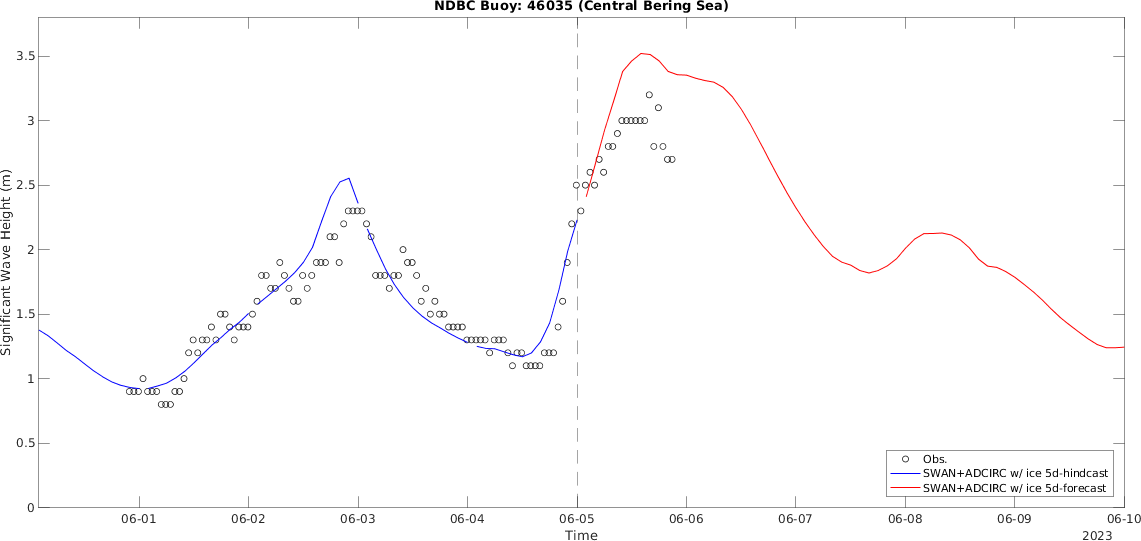 NDBC Buoy: 46035 (Central Bering Sea)
3.5
3
2.5
2
1.5
1
0.5
0
Significant Wave Height (m)
Obs.
SWAN+ADCIRC w/ ice 5d-hindcast
SWAN+ADCIRC w/ ice 5d-forecast
06-01 06-02 06-03 06-04 06-05 06-06 06-07 06-08 06-09 06-10
Time
2023